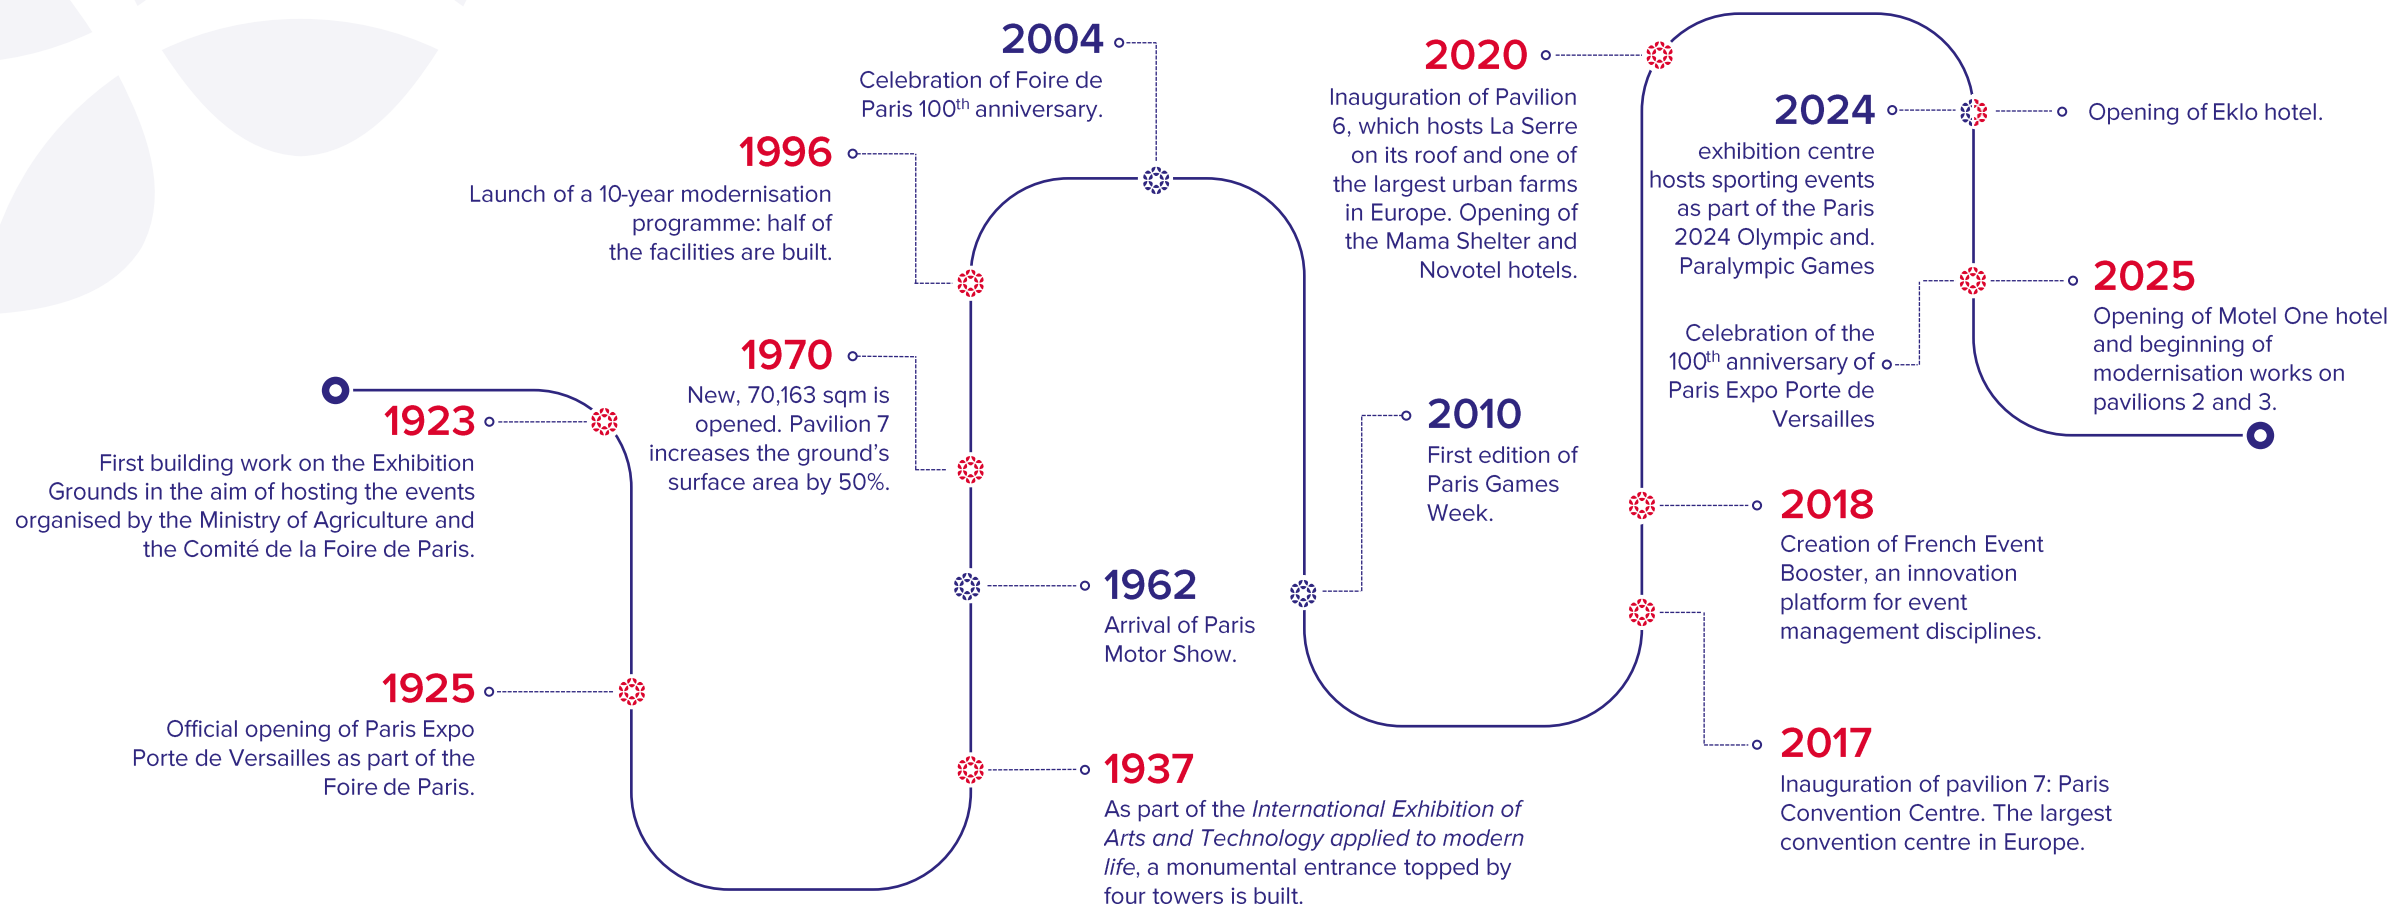 1923
First building work on the Exhibition
Grounds in the aim of hosting the events
organised by the Ministry of Agriculture and
the Comité de la Foire de Paris.
1925
Official opening of Paris Expo
Porte de Versailles as part of the
Foire de Paris.
1937
As part of the International Exhibition of
Arts and Technology applied to modern
life, a monumental entrance topped by
four towers is built.
1962
Arrival of Paris
Motor Show.
1970
New, 70,163 sqm is
opened. Pavilion 7
increases the ground’s
surface area by 50%.
1996
Launch of a 10-year modernisation
programme: half of
the facilities are built.
2004
Celebration of Foire de
Paris 100th anniversary.
2010
First edition of
Paris Games
Week.
2017
Inauguration of pavilion 7: Paris
Convention Centre. The largest
convention centre in Europe.
2018
Creation of French Event
Booster, an innovation
platform for event
management disciplines.
2020
Inauguration of Pavilion
6, which hosts La Serre
on its roof and one of
the largest urban farms
in Europe. Opening of
the Mama Shelter and
Novotel hotels.
2024
exhibition centre
hosts sporting events
as part of the Paris
2024 Olympic and.
Paralympic Games
Opening of Eklo hotel.
2025
Opening of Motel One hotel
and beginning of
modernisation works on
pavilions 2 and 3.
Celebration of the
100th anniversary of
Paris Expo Porte de
Versailles